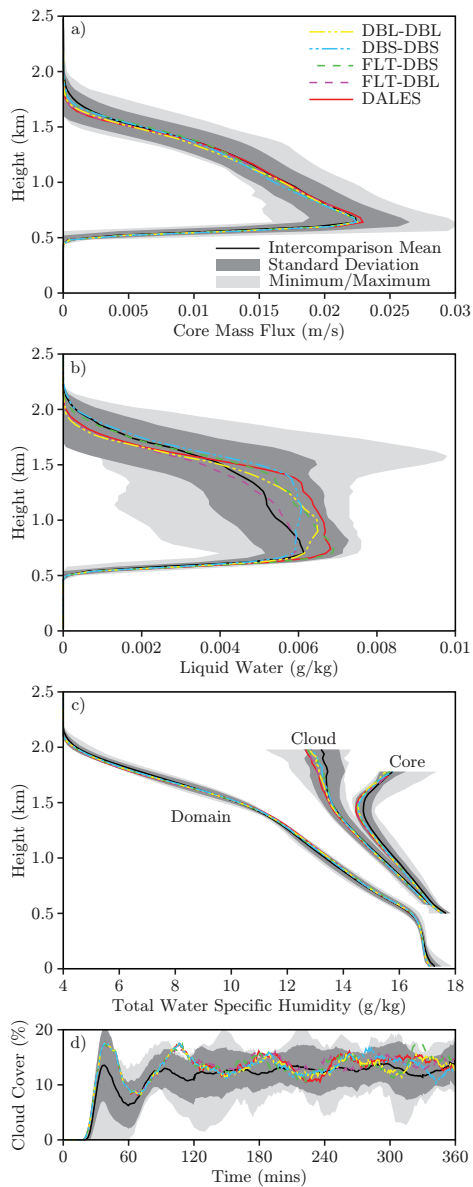 a)
DBL-DBL
DBS-DBS
FLT-DBS
FLT-DBL
DALES
Intercomparison Mean
Standard Deviation
Minimum/Maximum
2.5
2.0
1.5
1.0
0.5
0
Height (km)
0 0.005 0.01 0.015 0.02 0.025 0.03
Core Mass Flux (m/s)
b)
2.5
2.0
1.5
1.0
0.5
0
Height (km)
0 0.002 0.004 0.006 0.008 0.01
Liquid Water (g/kg)
c)
Cloud
Core
Domain
2.5
2.0
1.5
1.0
0.5
0
Height (km)
4 6 8 10 12 14 16 18
Total Water Specific Humidity (g/kg)
d)
20
10
0
Cloud Cover (%)
0 60 120 180 240 300 360
Time (mins)